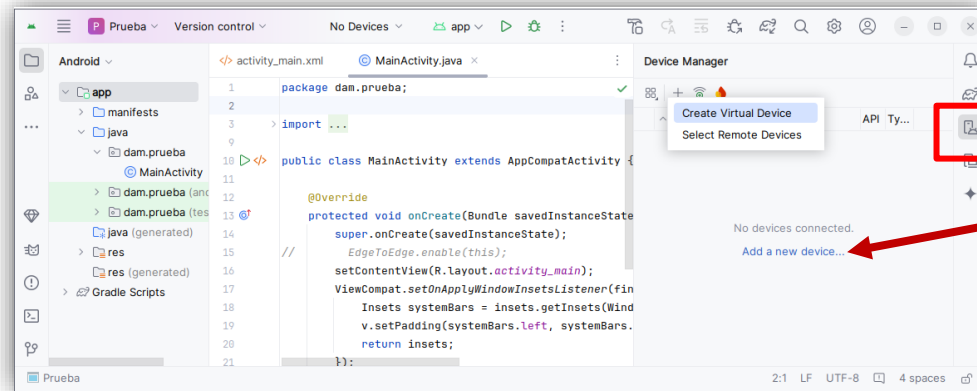 P Prueba Version control No Devices app
Android
app
manifests
java
dam.prueba
MainActivity
dam.prueba (and
dam.prueba (tes
java (generated)
res
res (generated)
Gradle Scripts
activity_main.xml
MainActivity.java
1 package dam.prueba;
2
3 import ...
9
10 public class MainActivity extends AppCompatActivity {
11
12 @Override
13 protected void onCreate(Bundle savedInstanceState
14 super.onCreate(savedInstanceState);
15 // EdgeToEdge.enable(this);
16 setContentView(R.layout.activity_main);
17 ViewCompat.setOnApplyWindowInsetsListener(fin
18 Insets systemBars = insets.getInsets(Wind
19 v.setPadding(systemBars.left, systemBars.
20 return insets;
21 });
Device Manager
API Ty...
Create Virtual Device
Select Remote Devices
No devices connected.
Add a new device...
Prueba
2:1 LF UTF-8 4 spaces